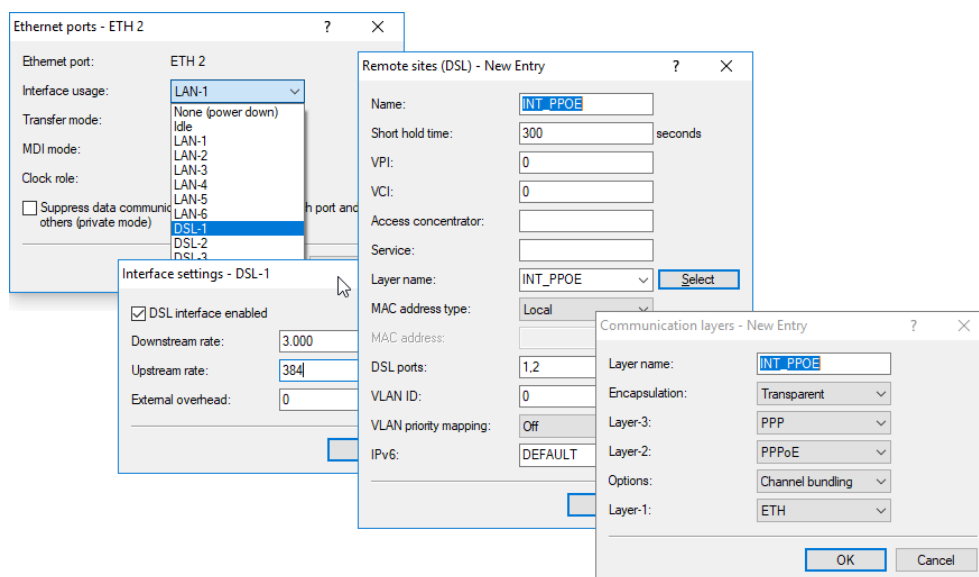 Ethernet ports - ETH 2 ?
Ethernet port: ETH 2
Interface usage: LAN-1
None (power down)
Idle
LAN-1
LAN-2
LAN-3
LAN-4
LAN-5
LAN-6
DSL-1
DSL-2
DSL-3
Transfer mode:
MDI mode:
Clock role:
Suppress data communic h port and
others (private mode)
Interface settings - DSL-1
DSL interface enabled
Downstream rate: 3.000
Upstream rate: 384
External overhead: 0
Remote sites (DSL) - New Entry ?
Name: INT_PPOE
Short hold time: 300 seconds
VPI: 0
VCI: 0
Access concentrator:
Service:
Layer name: INT_PPOE Select
MAC address type: Local
MAC address:
DSL ports: 1,2
VLAN ID: 0
VLAN priority mapping: Off
IPv6: DEFAULT
Communication layers - New Entry ?
Layer name: INT_PPOE
Encapsulation: Transparent
Layer-3: PPP
Layer-2: PPPoE
Options: Channel bundling
Layer-1: ETH
OK Cancel